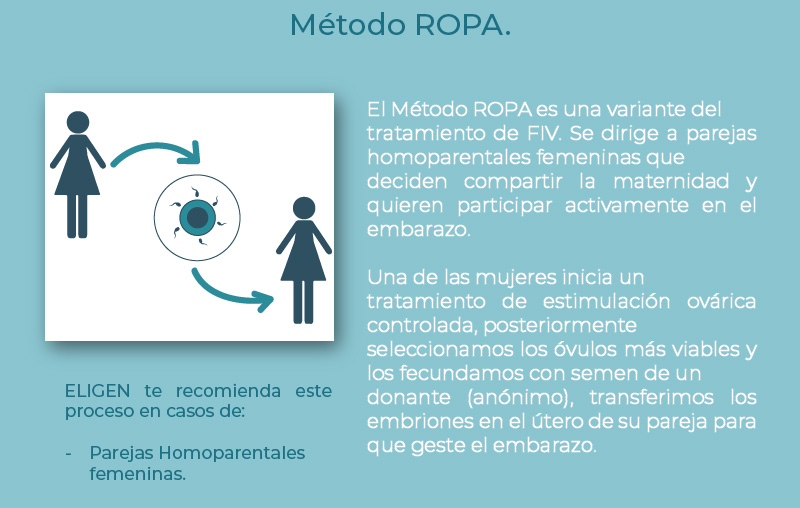 Método ROPA.
El Método ROPA es una variante del
tratamiento de FIV. Se dirige a parejas
homoparentales femeninas que
deciden compartir la maternidad y
quieren participar activamente en el
embarazo.
Una de las mujeres inicia un
tratamiento de estimulación ovárica
controlada, posteriormente
seleccionamos los óvulos más viables y
los fecundamos con semen de un
donante (anónimo), transferimos los
embriones en el útero de su pareja para
que geste el embarazo.
ELIGEN te recomienda este
proceso en casos de:
- Parejas Homoparentales
femeninas.